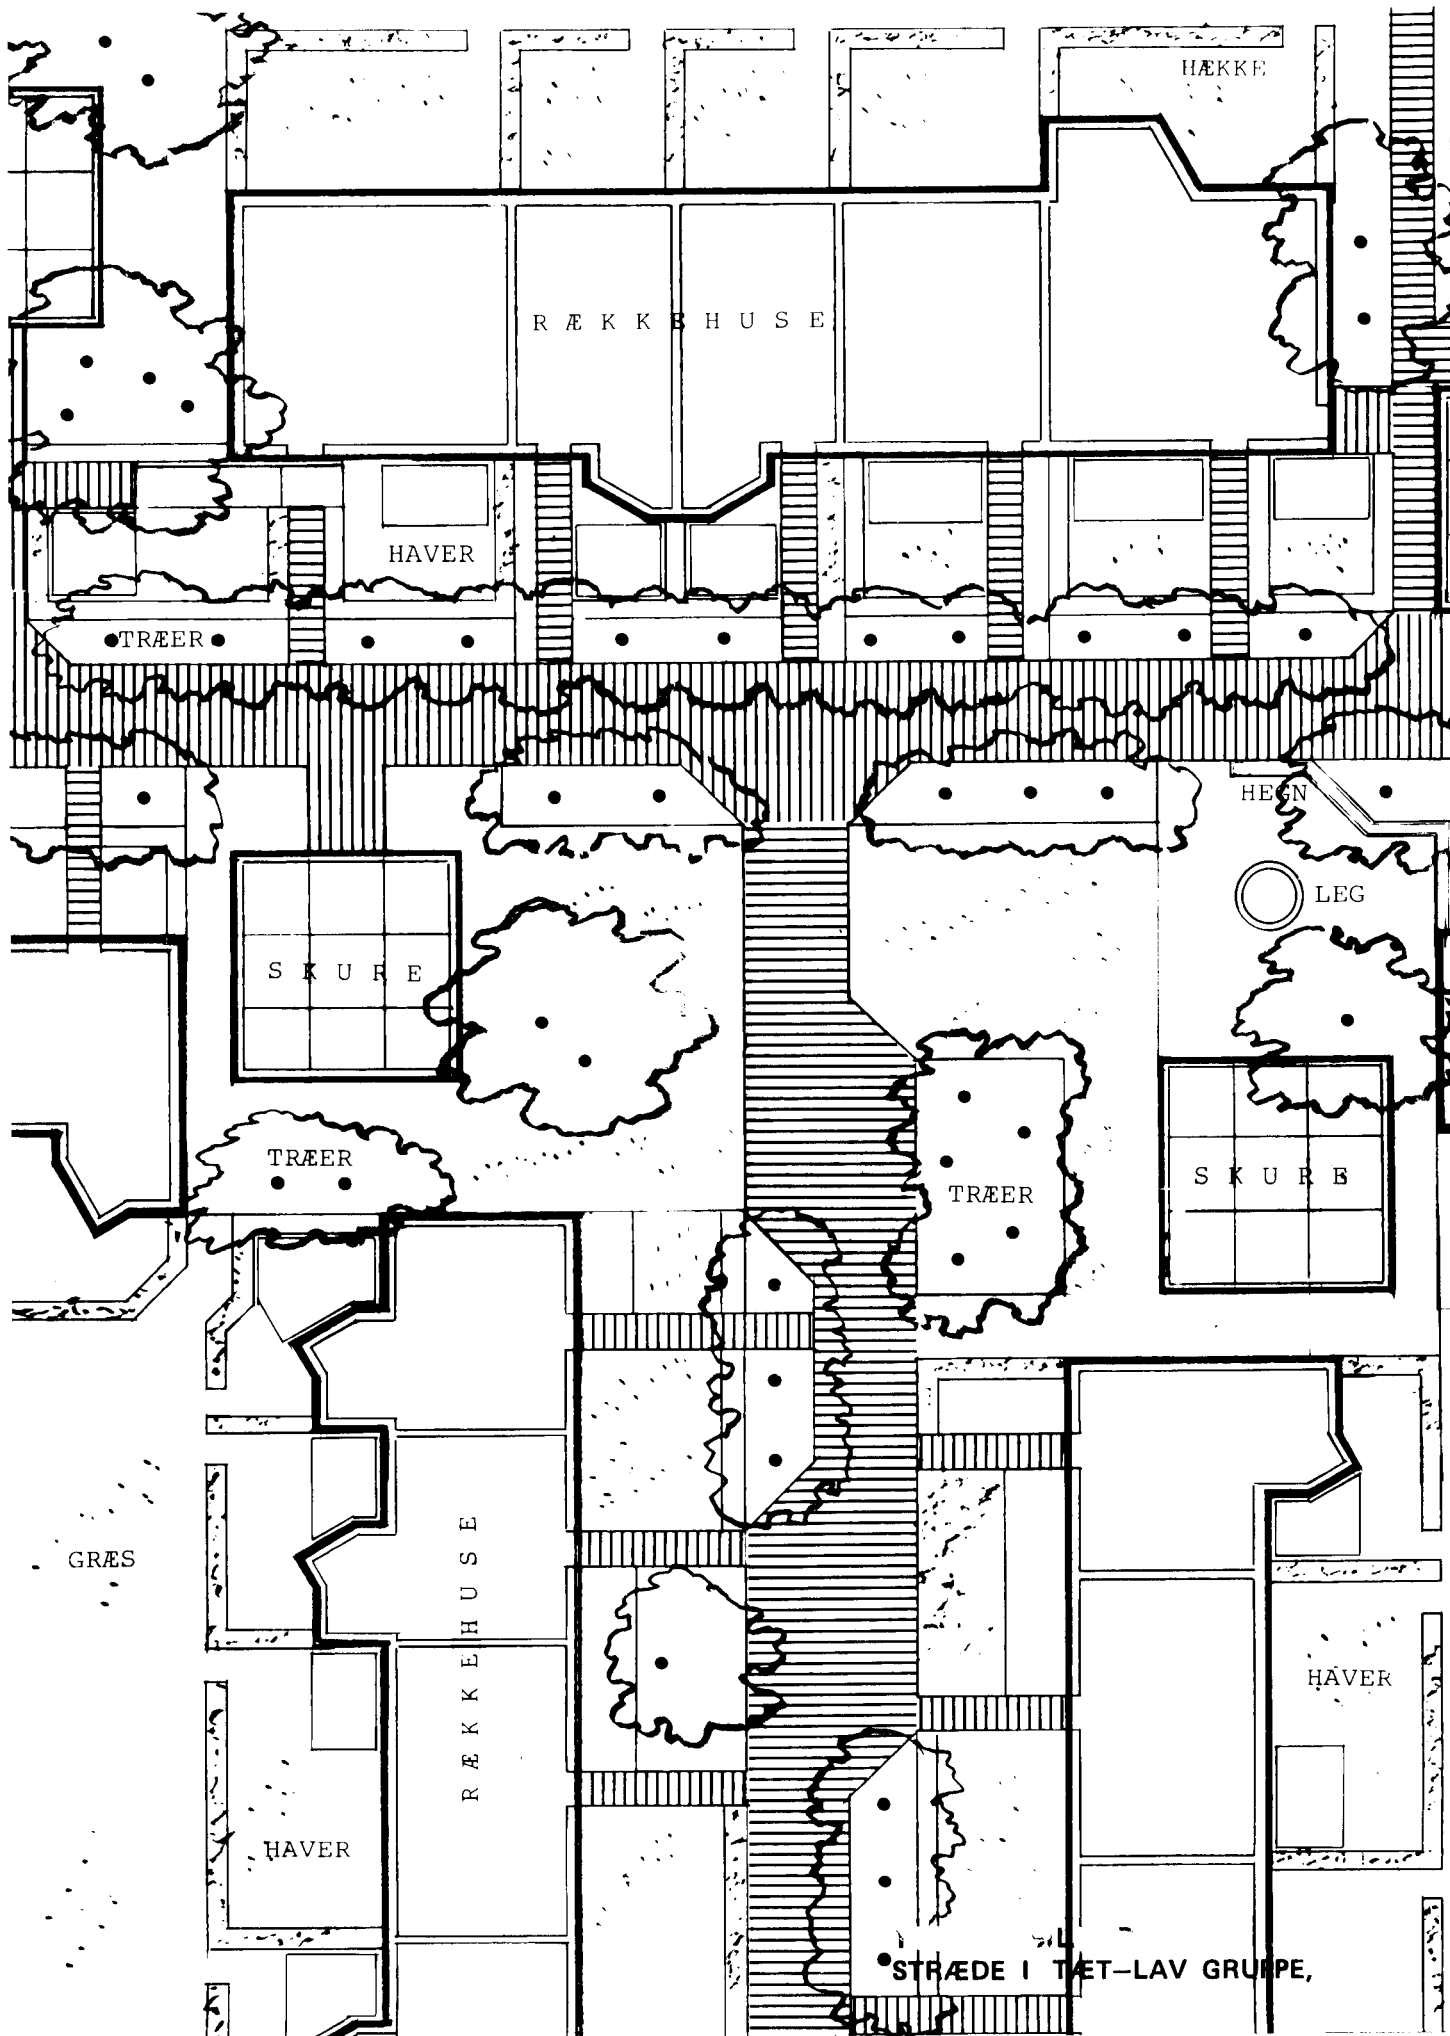 HÆKKE
RÆKKEHUSE
HAVER
TRÆER
HEGN
LEG
SKURE
TRÆER
TRÆER
SKURE
RÆKKEHUSE
GRÆS
HAVER
HAVER
STRÆDE I TÆT-LAV GRUPPE,